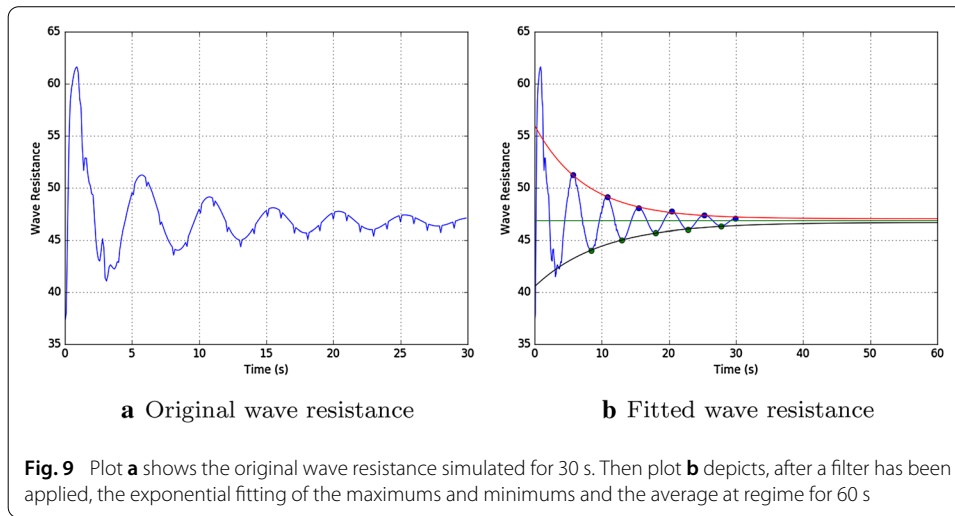 65
60
55
50
45
40
35
Wave Resistance
0 5 10 15 20 25 30
Time (s)
65
60
55
50
45
40
35
Wave Resistance
0 10 20 30 40 50 60
Time (s)
a Original wave resistance
b Fitted wave resistance
Fig. 9 Plot a shows the original wave resistance simulated for 30 s. Then plot b depicts, after a filter has been
applied, the exponential fitting of the maximums and minimums and the average at regime for 60 s